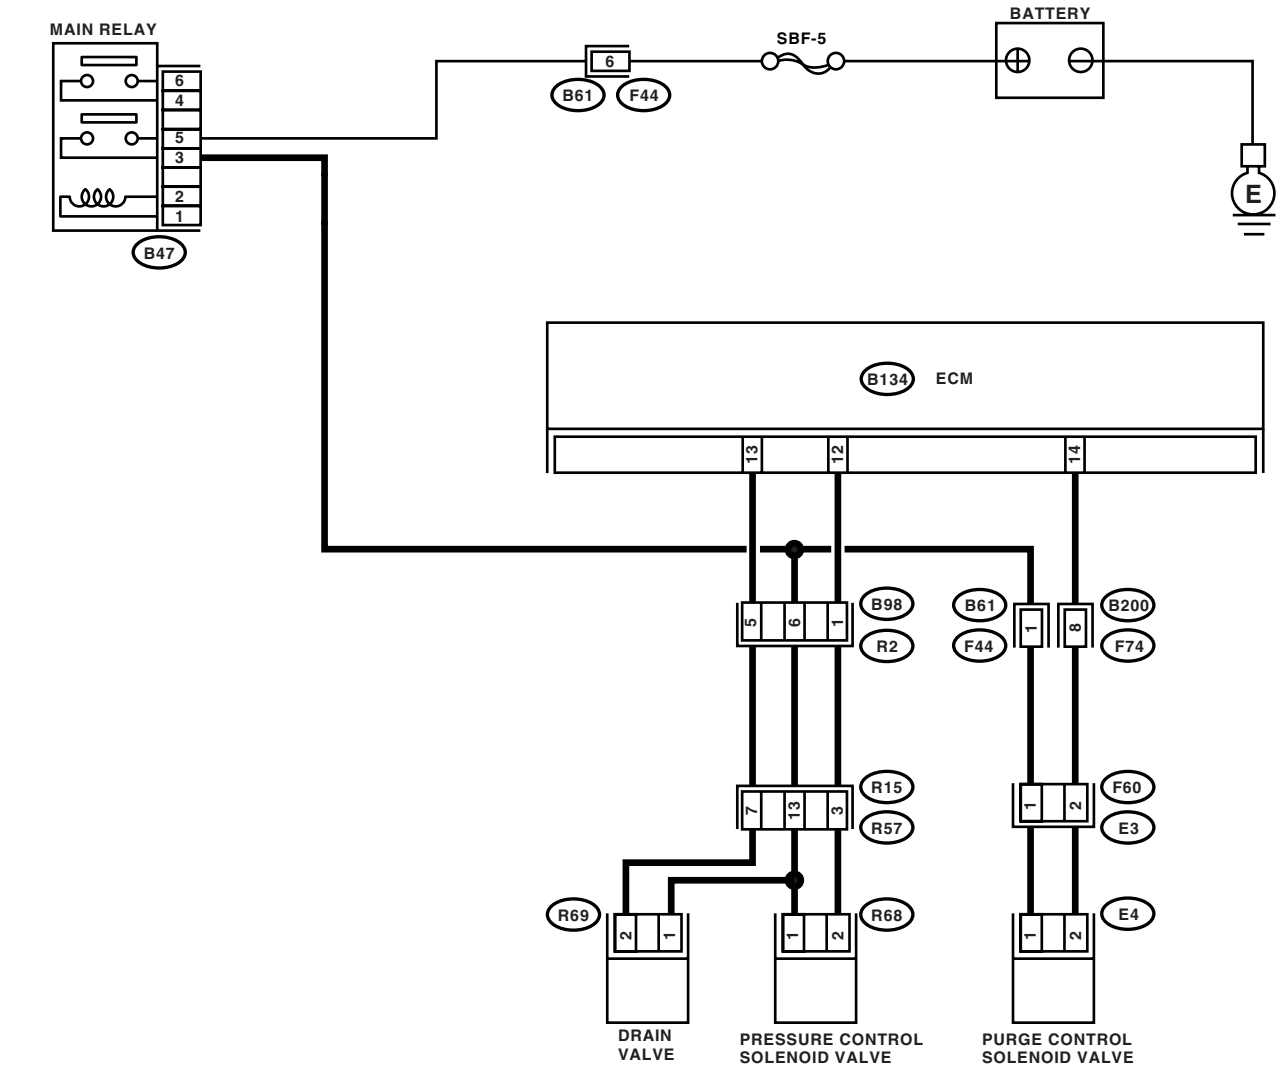 BATTERY
MAIN RELAY
SBF-5
6
6
4
B61 F44
5
3
2
1
E
B47
B134 ECM
13 12 14
B98
B61
B200
5 6 1
1
8
R2
F44
F74
R15
F60
7 13 3
1 2
R57
E3
R69
R68
E4
2 1
1 2
1 2
DRAIN
VALVE
PRESSURE CONTROL
SOLENOID VALVE
PURGE CONTROL
SOLENOID VALVE